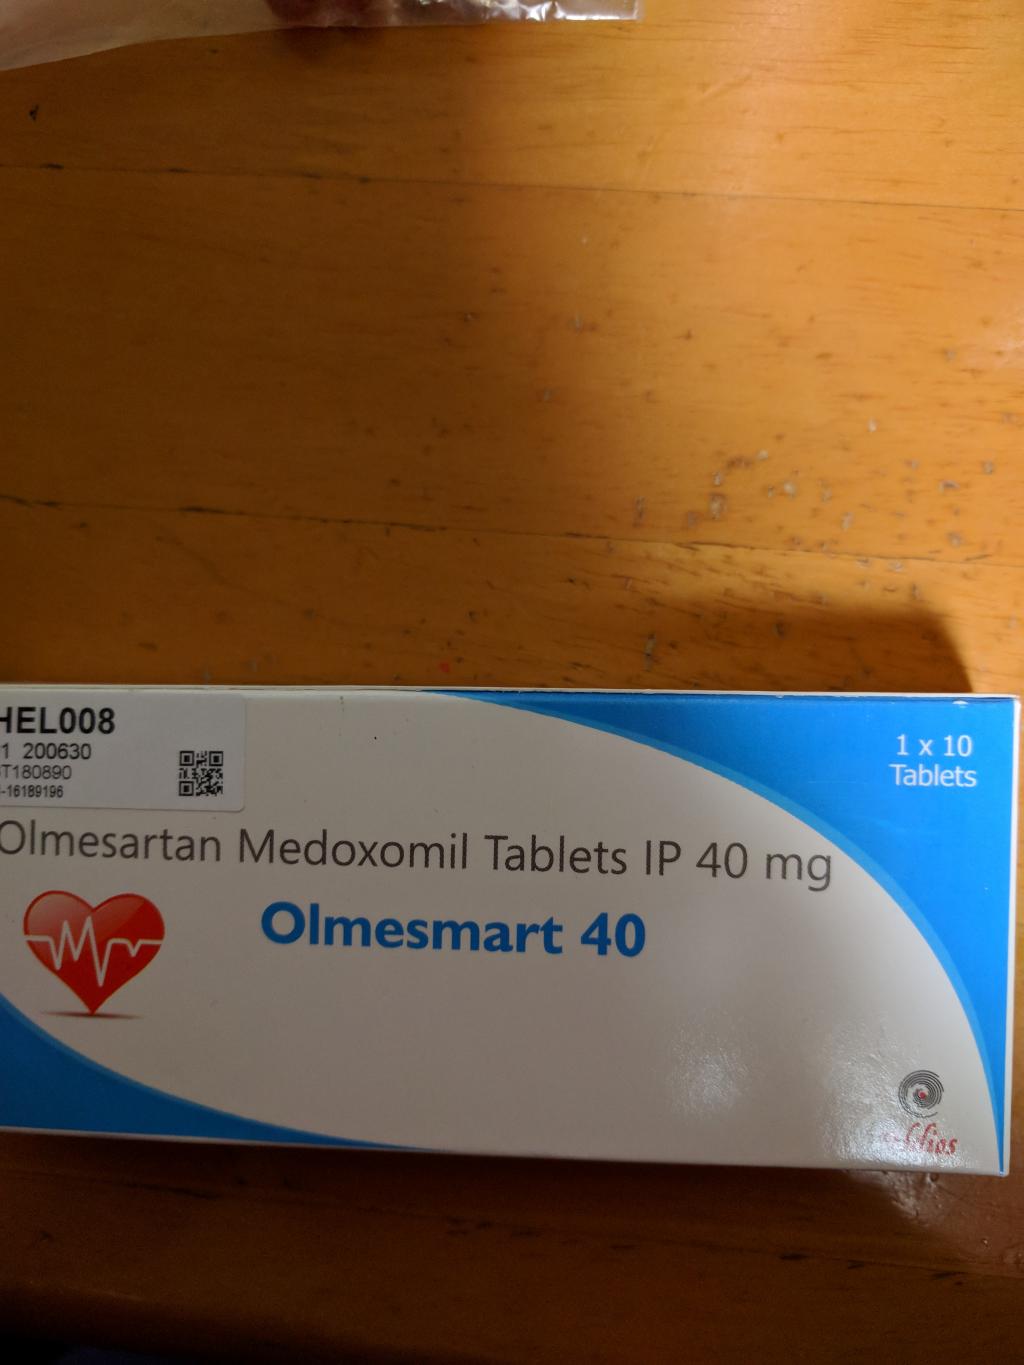 HEL008
1 200630
T180890
-16189196
1 x 10
Tablets
Olmesartan Medoxomil Tablets IP 40 mg
Olmesmart 40